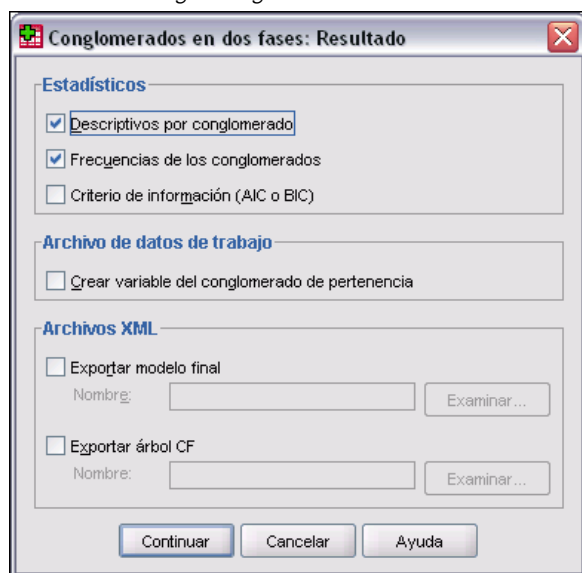 Conglomerados en dos fases: Resultado
Estadísticos
Descriptivos por conglomerado
Frecuencias de los conglomerados
Criterio de información (AIC o BIC)
Archivo de datos de trabajo
Crear variable del conglomerado de pertenencia
Archivos XML
Exportar modelo final
Nombre: Examinar...
Exportar árbol CF
Nombre: Examinar...
Continuar Cancelar Ayuda